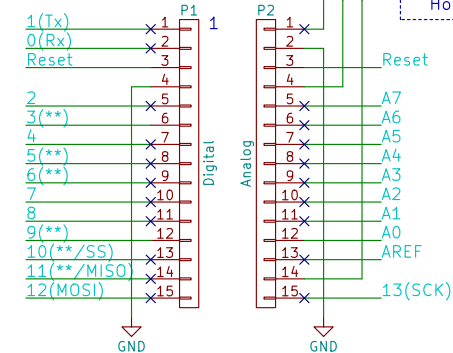 Ho
P1 1 P2
1(Tx) 1 1
0(Rx) 2 2
Reset 3 3 Reset
4 4
2 5 5 A7
3(**) 6 6 A6
4 7 7 A5
5(**) 8 8 A4
6(**) 9 9 A3
7 10 10 A2
8 11 11 A1
9(**) 12 12 A0
10(**/SS) 13 13 AREF
11(**/MISO) 14 14
12(MOSI) 15 15 13(SCK)
Digital
Analog
GND GND